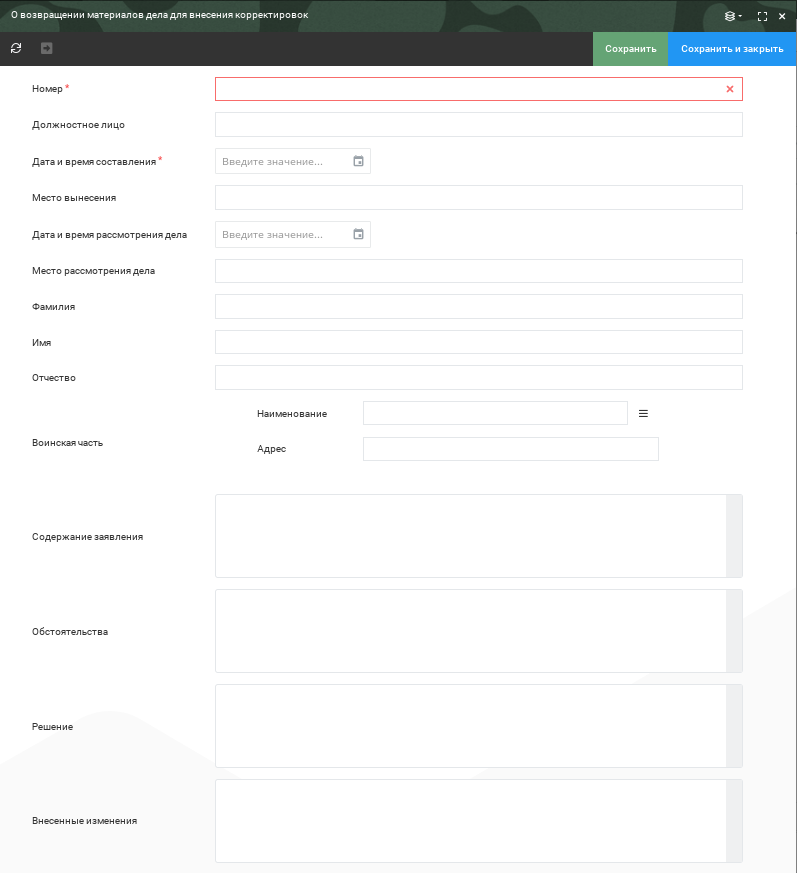 О возвращении материалов дела для внесения корректировок
Сохранить
Сохранить и закрыть
Номер *
Должностное лицо
Дата и время составления *
Введите значение...
Место вынесения
Дата и время рассмотрения дела
Введите значение...
Место рассмотрения дела
Фамилия
Имя
Отчество
Наименование
Воинская часть
Адрес
Содержание заявления
Обстоятельства
Решение
Внесенные изменения